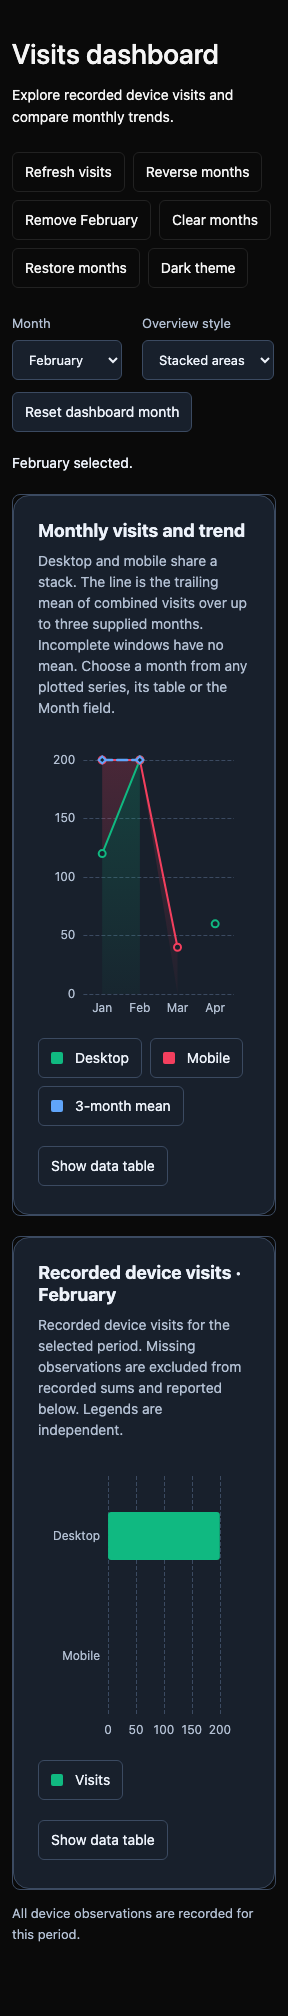 Visits dashboard
Explore recorded device visits and
compare monthly trends.
Refresh visits
Reverse months
Remove February
Clear months
Restore months
Dark theme
Month
Overview style
February
Stacked areas
Reset dashboard month
February selected.
Monthly visits and trend
Desktop and mobile share a
stack. The line is the trailing
mean of combined visits over up
to three supplied months.
Incomplete windows have no
mean. Choose a month from any
plotted series, its table or the
Month field.
200
150
100
50
0
Jan Feb Mar Apr
Desktop
Mobile
3-month mean
Show data table
Recorded device visits ·
February
Recorded device visits for the
selected period. Missing
observations are excluded from
recorded sums and reported
below. Legends are
independent.
Desktop
Mobile
0 50 100 150 200
Visits
Show data table
All device observations are recorded for
this period.